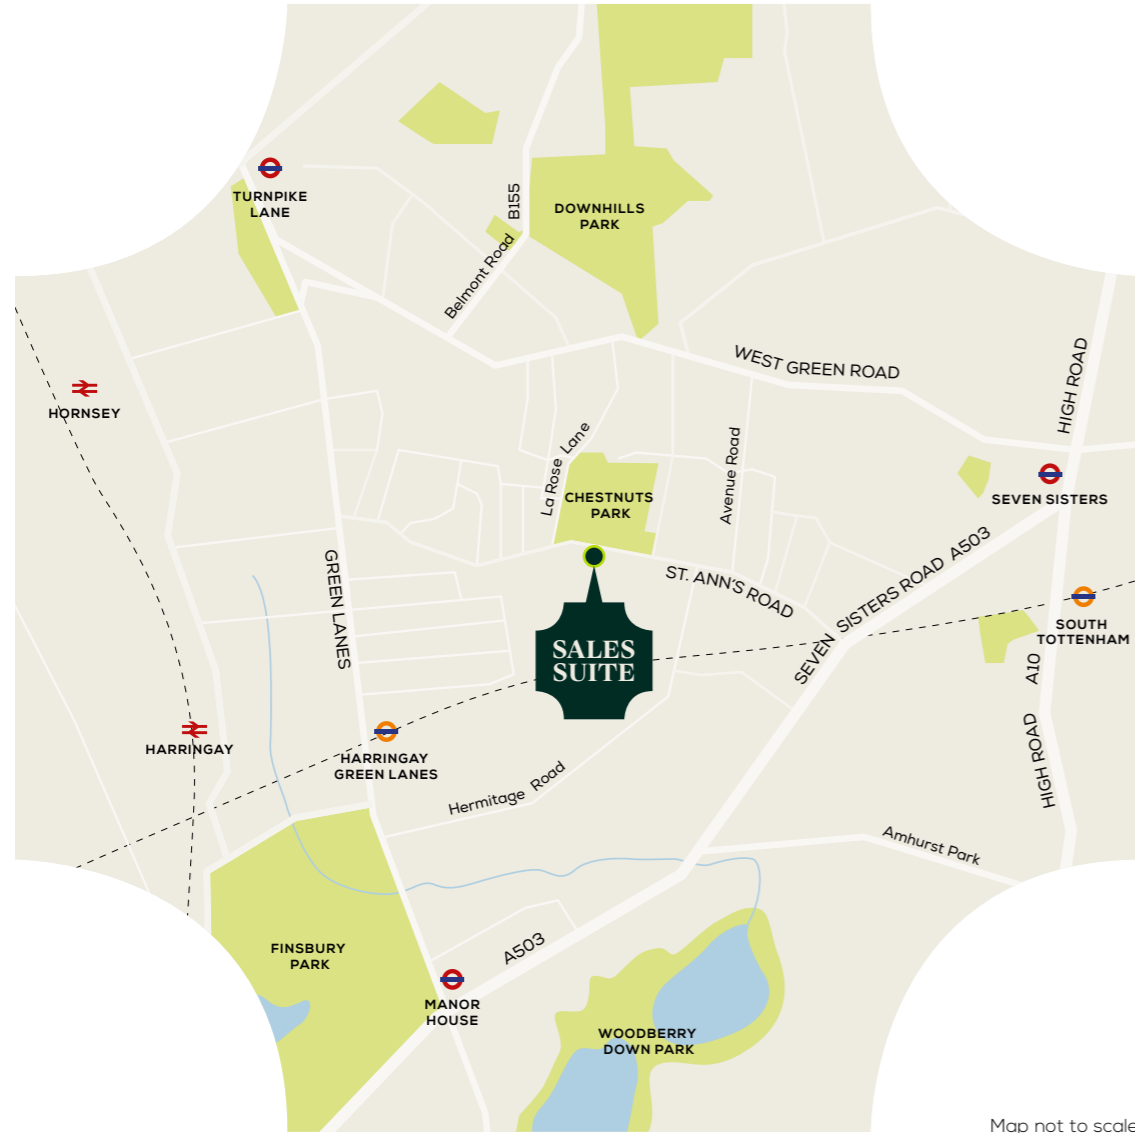 TURNPIKE
LANE
B155
DOWNHILLS
PARK
Belmont Road
WEST GREEN ROAD
HIGH ROAD
HORNSEY
La Rose Lane
Avenue Road
CHESTNUTS
PARK
SEVEN SISTERS
GREEN LANES
ST. ANN'S ROAD
SEVEN SISTERS ROAD A503
SOUTH
TOTTENHAM
SALES
SUITE
A10
HIGH ROAD
HARRINGAY
HARRINGAY
GREEN LANES
Hermitage Road
Amhurst Park
FINSBURY
PARK
A503
MANOR
HOUSE
WOODBERRY
DOWN PARK
Map not to scale